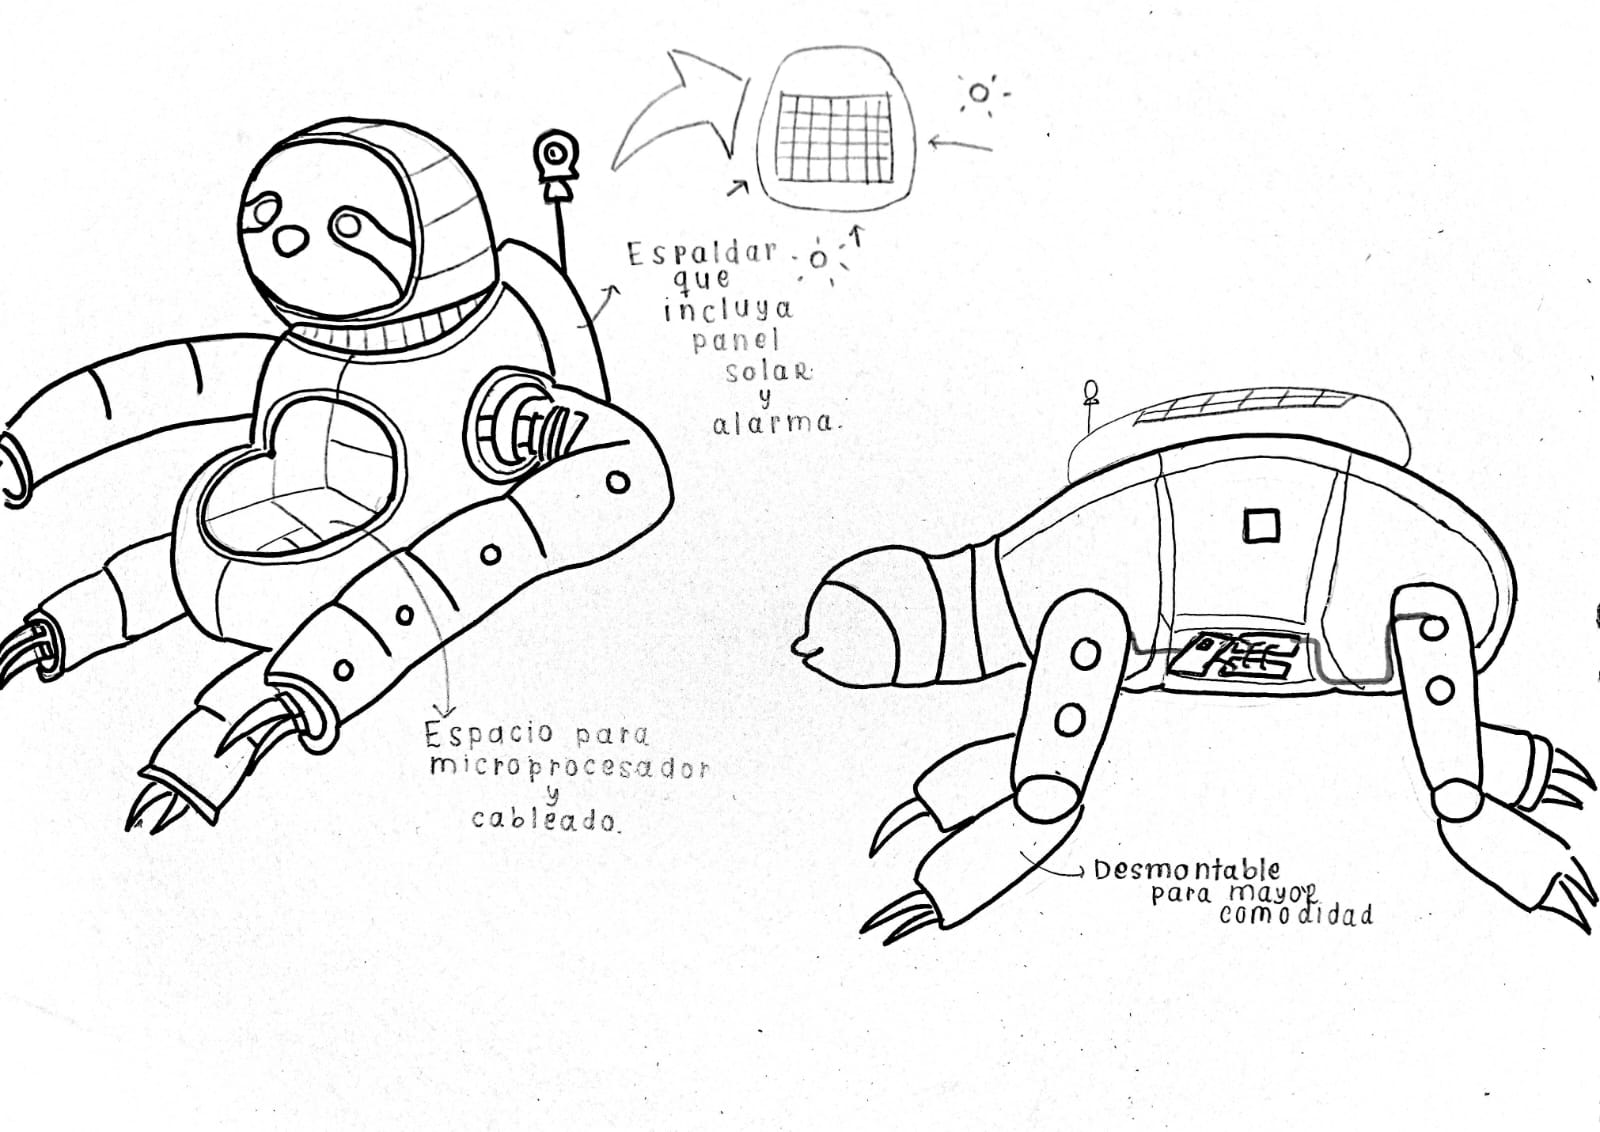 Espaldar
que
incluya
panel
solar
y
alarma.
Espacio para
microprocesador
y
cableado.
Desmontable
para mayor
comodidad